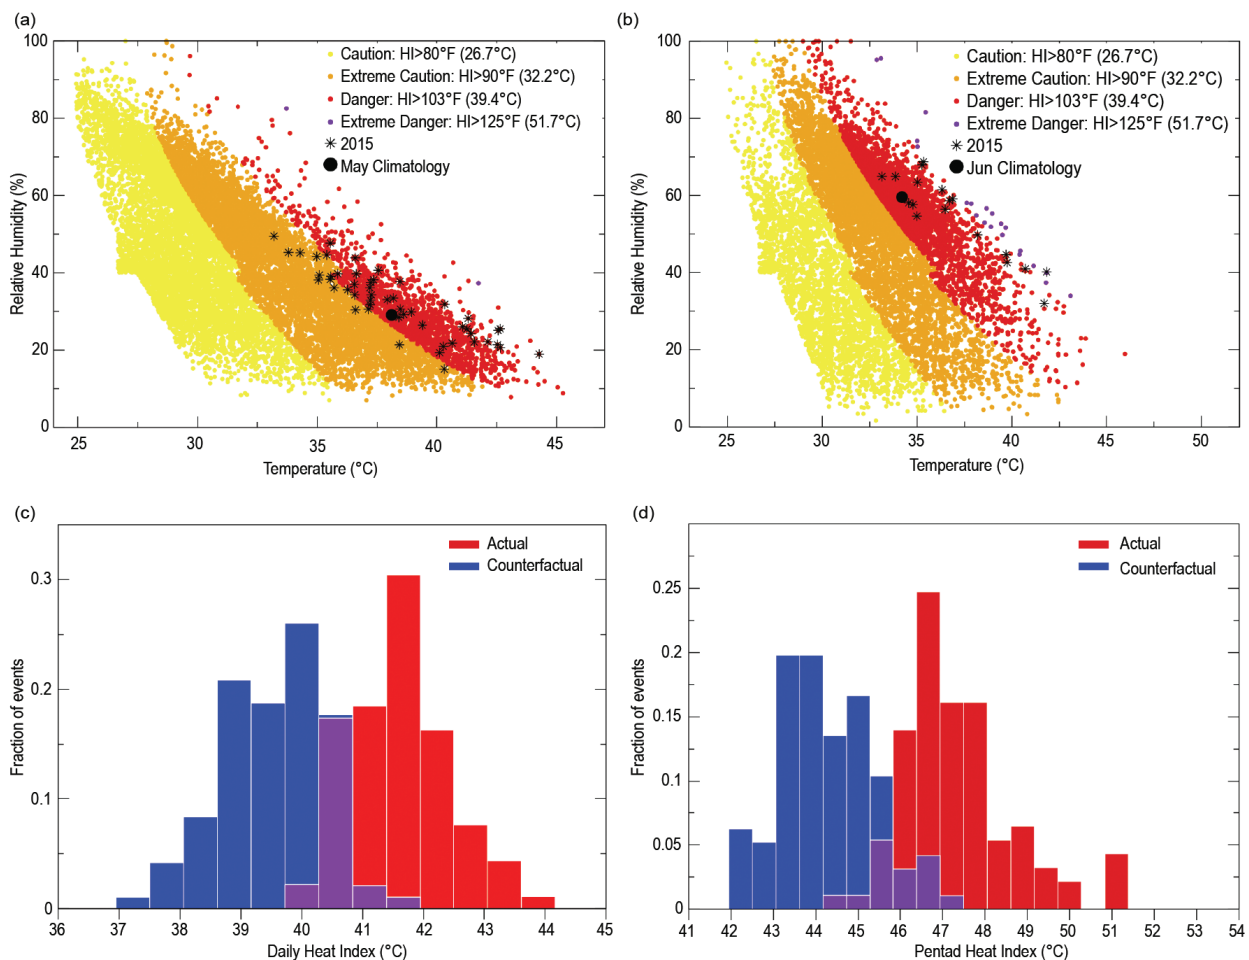 (a)
100
80
60
40
20
0
Relative Humidity (%)
Caution: HI>80°F (26.7°C)
Extreme Caution: HI>90°F (32.2°C)
Danger: HI>103°F (39.4°C)
Extreme Danger: HI>125°F (51.7°C)
2015
May Climatology
25 30 35 40 45
Temperature (°C)
(b)
100
80
60
40
20
0
Relative Humidity (%)
Caution: HI>80°F (26.7°C)
Extreme Caution: HI>90°F (32.2°C)
Danger: HI>103°F (39.4°C)
Extreme Danger: HI>125°F (51.7°C)
2015
Jun Climatology
25 30 35 40 45 50
Temperature (°C)
(c)
0.3
0.2
0.1
0
Fraction of events
Actual
Counterfactual
36 37 38 39 40 41 42 43 44 45
Daily Heat Index (°C)
(d)
0.25
0.2
0.15
0.1
0.05
0
Fraction of events
Actual
Counterfactual
41 42 43 44 45 46 47 48 49 50 51 52 53 54
Pentad Heat Index (°C)